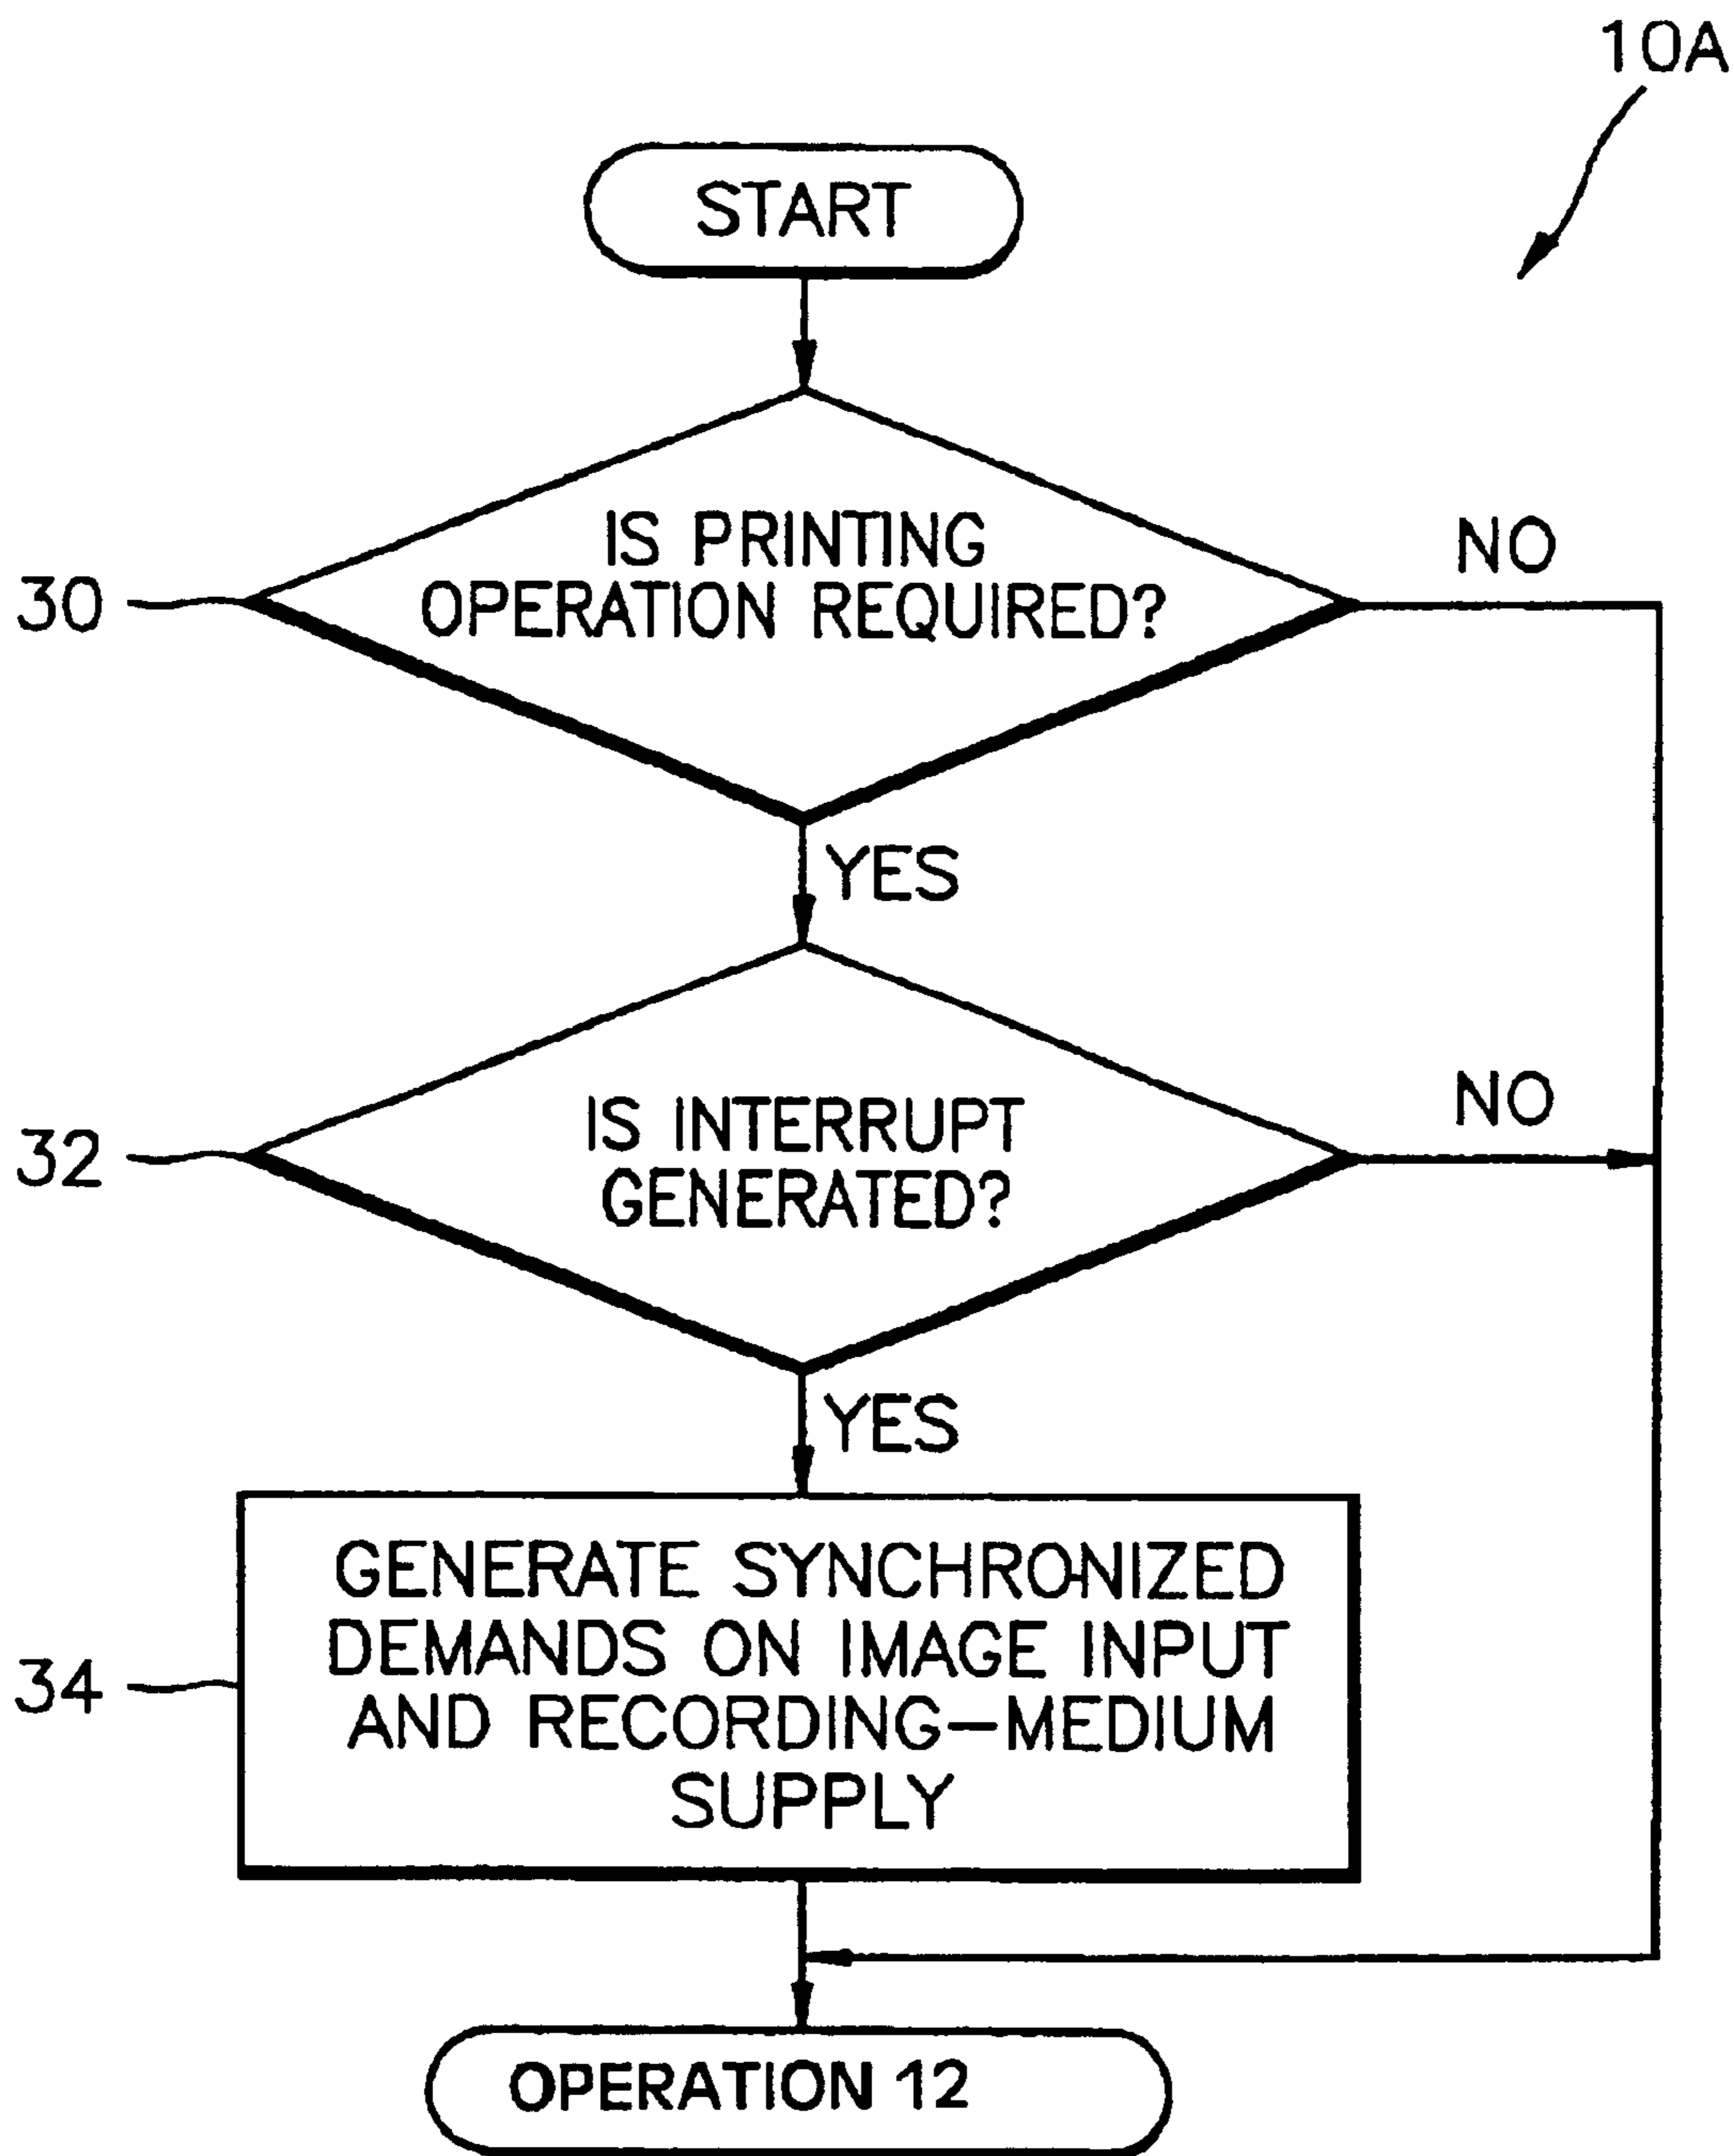 10A
START
IS PRINTING
OPERATION REQUIRED?
NO
30
YES
IS INTERRUPT
GENERATED?
NO
32
YES
GENERATE SYNCHRONIZED
DEMANDS ON IMAGE INPUT
AND RECORDING–MEDIUM
SUPPLY
34
OPERATION 12